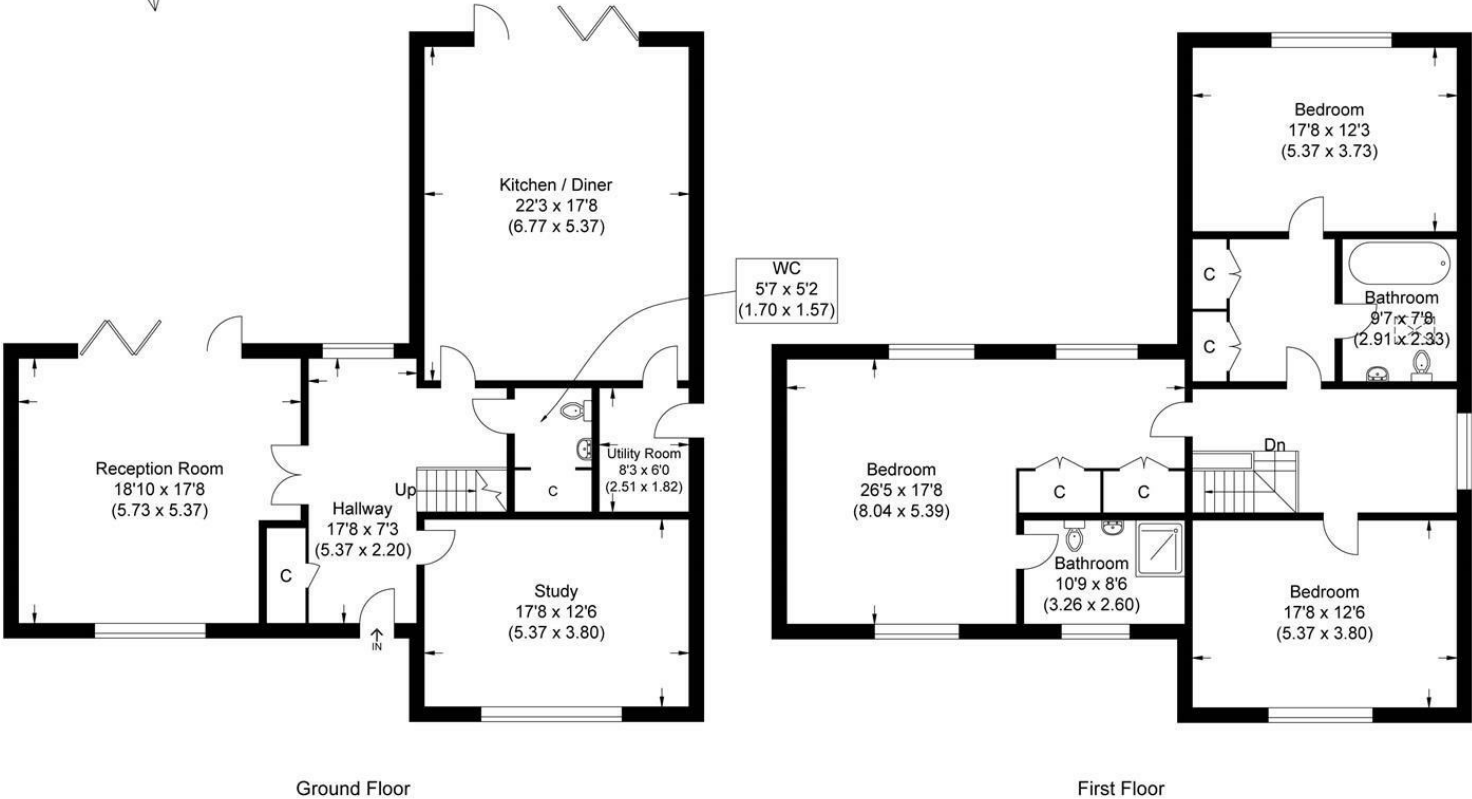 Kitchen / Diner
22'3 x 17'8
(6.77 x 5.37)
WC
5'7 x 5'2
(1.70 x 1.57)
Reception Room
18'10 x 17'8
(5.73 x 5.37)
Up
Hallway
17'8 x 7'3
(5.37 x 2.20)
C
C
Utility Room
8'3 x 6'0
(2.51 x 1.82)
Study
17'8 x 12'6
(5.37 x 3.80)
IN
Ground Floor
Bedroom
17'8 x 12'3
(5.37 x 3.73)
C
C
Bathroom
9'7 x 7'8
(2.91 x 2.33)
Dn
Bedroom
26'5 x 17'8
(8.04 x 5.39)
C
C
Bathroom
10'9 x 8'6
(3.26 x 2.60)
Bedroom
17'8 x 12'6
(5.37 x 3.80)
First Floor